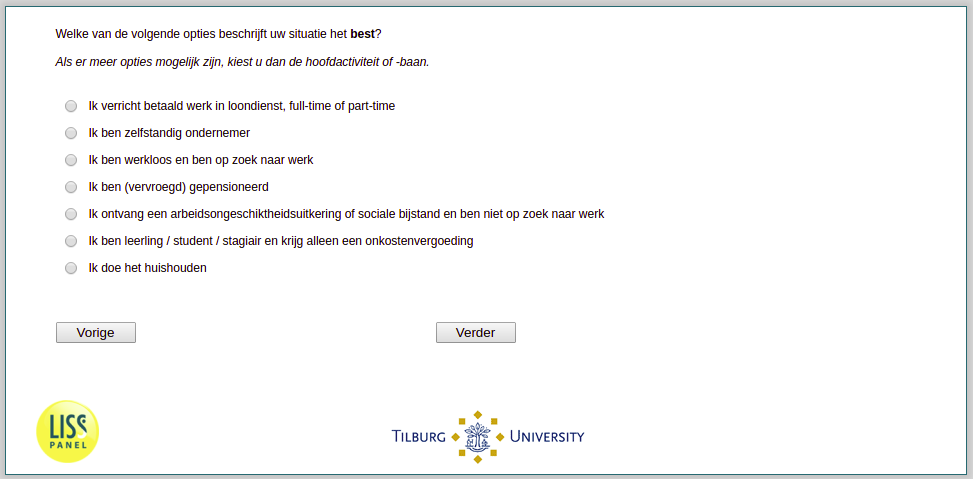 Welke van de volgende opties beschrijft uw situatie het best?
Als er meer opties mogelijk zijn, kiest u dan de hoofdactiviteit of -baan.
Ik verricht betaald werk in loondienst, full-time of part-time
Ik ben zelfstandig ondernemer
Ik ben werkloos en ben op zoek naar werk
Ik ben (vervroegd) gepensioneerd
Ik ontvang een arbeidsongeschiktheidsuitkering of sociale bijstand en ben niet op zoek naar werk
Ik ben leerling / student / stagiair en krijg alleen een onkostenvergoeding
Ik doe het huishouden
Vorige Verder
LISS
PANEL
TILBURG UNIVERSITY